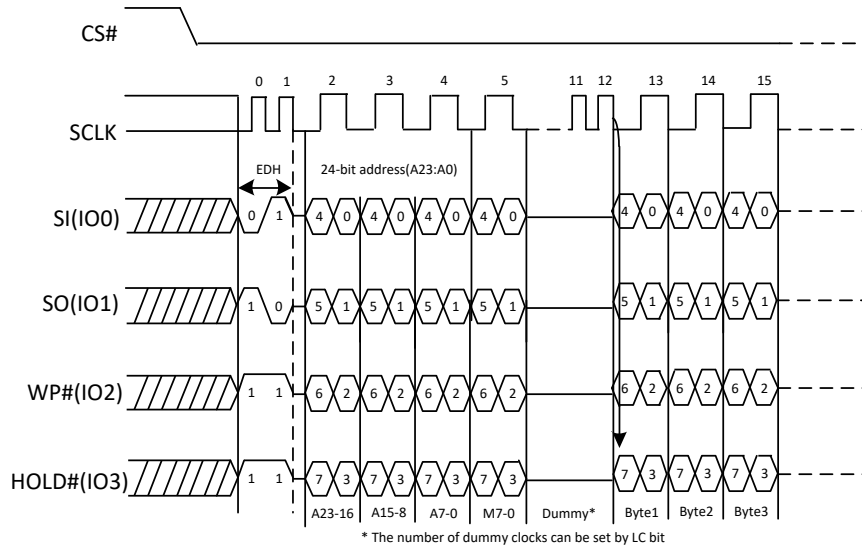 CS#
0 1 2 3 4 5 11 12 13 14 15
SCLK
EDH 24-bit address(A23:A0)
SI(IO0) 0 1 4 0 4 0 4 0 4 0 4 0 4 0 4 0
SO(IO1) 1 0 5 1 5 1 5 1 5 1 5 1 5 1 5 1
WP#(IO2) 1 1 6 2 6 2 6 2 6 2 6 2 6 2 6 2
HOLD#(IO3) 1 1 7 3 7 3 7 3 7 3 7 3 7 3 7 3
A23-16 A15-8 A7-0 M7-0 Dummy* Byte1 Byte2 Byte3
* The number of dummy clocks can be set by LC bit